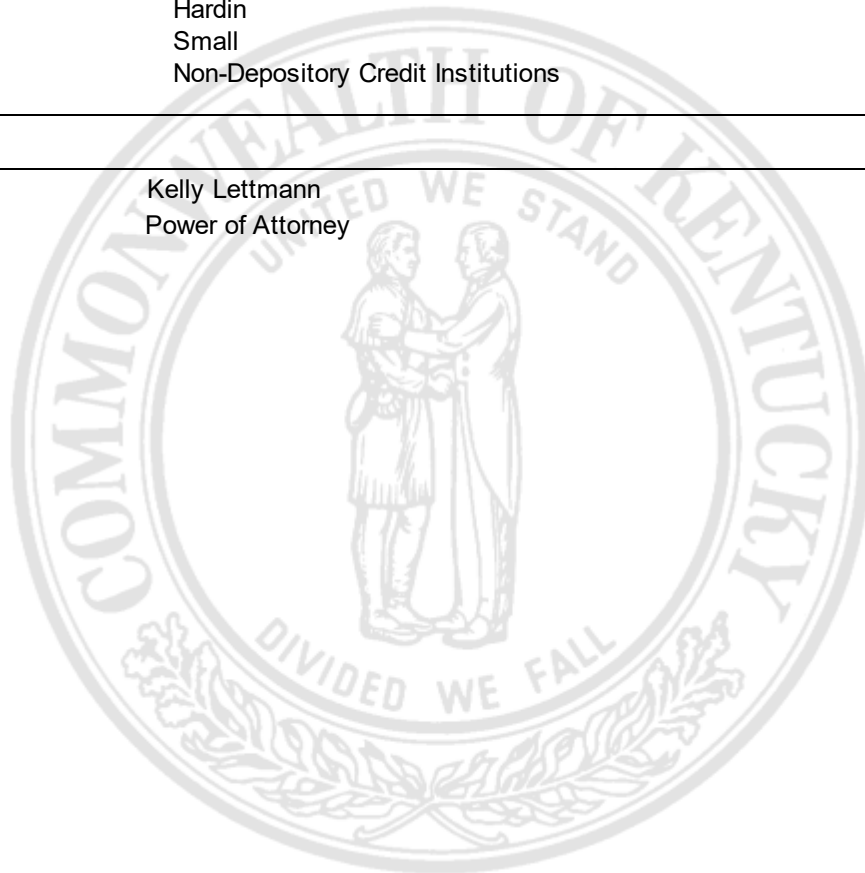 Hardin
Small
Non-Depository Credit Institutions
Kelly Lettmann
Power of Attorney
COMMONWEALTH OF KENTUCKY
UNITED WE STAND
DIVIDED WE FALL